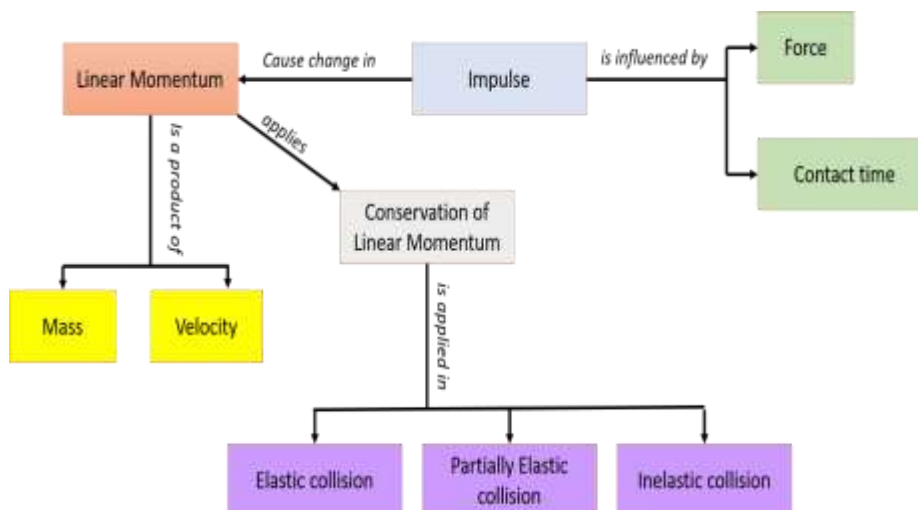 Linear Momentum
Cause change in
Impulse
is influenced by
Force
Contact time
applies
Is a product of
Conservation of
Linear Momentum
Mass
Velocity
is applied in
Elastic collision
Partially Elastic
collision
Inelastic collision